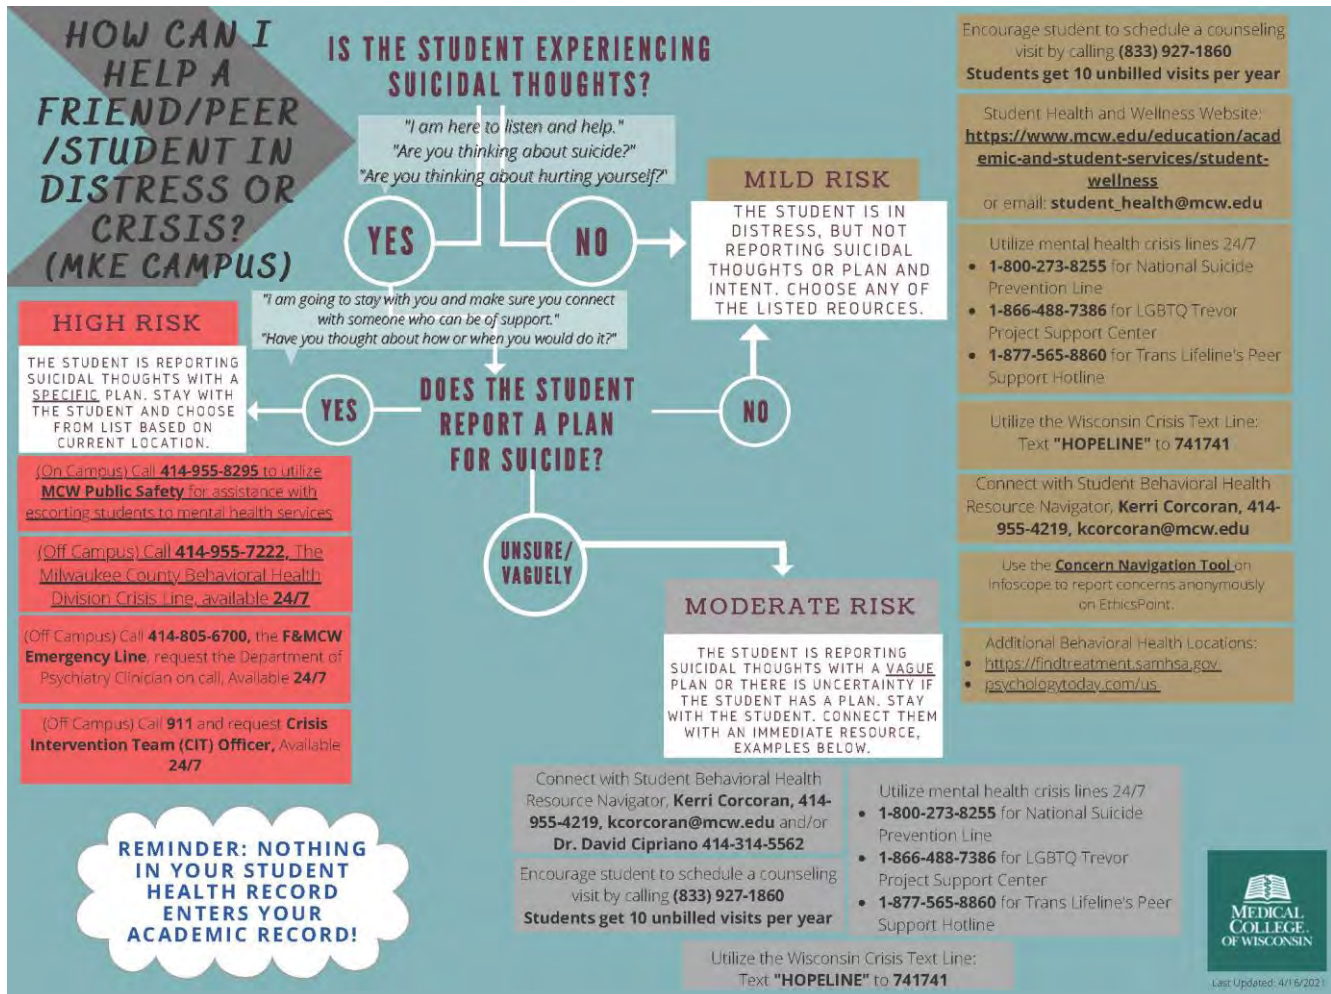 HOW CAN I
HELP A
FRIEND/PEER
/STUDENT IN
DISTRESS OR
CRISIS?
(MKE CAMPUS)
IS THE STUDENT EXPERIENCING
SUICIDAL THOUGHTS?
"I am here to listen and help."
"Are you thinking about suicide?"
"Are you thinking about hurting yourself?"
YES
NO
MILD RISK
THE STUDENT IS IN
DISTRESS, BUT NOT
REPORTING SUICIDAL
THOUGHTS OR PLAN AND
INTENT. CHOOSE ANY OF
THE LISTED REOURCES.
"I am going to stay with you and make sure you connect
with someone who can be of support."
"Have you thought about how or when you would do it?"
DOES THE STUDENT
REPORT A PLAN
FOR SUICIDE?
YES
NO
UNSURE/
VAGUELY
HIGH RISK
THE STUDENT IS REPORTING
SUICIDAL THOUGHTS WITH A
SPECIFIC PLAN. STAY WITH
THE STUDENT AND CHOOSE
FROM LIST BASED ON
CURRENT LOCATION.
(On Campus) Call 414-955-8295 to utilize
MCW Public Safety for assistance with
escorting students to mental health services
(Off Campus) Call 414-955-7222, The
Milwaukee County Behavioral Health
Division Crisis Line, available 24/7
(Off Campus) Call 414-805-6700, the F&MCW
Emergency Line, request the Department of
Psychiatry Clinician on call, Available 24/7
(Off Campus) Call 911 and request Crisis
Intervention Team (CIT) Officer, Available
24/7
REMINDER: NOTHING
IN YOUR STUDENT
HEALTH RECORD
ENTERS YOUR
ACADEMIC RECORD!
MODERATE RISK
THE STUDENT IS REPORTING
SUICIDAL THOUGHTS WITH A VAGUE
PLAN OR THERE IS UNCERTAINTY IF
THE STUDENT HAS A PLAN. STAY
WITH THE STUDENT. CONNECT THEM
WITH AN IMMEDIATE RESOURCE,
EXAMPLES BELOW.
Connect with Student Behavioral Health
Resource Navigator, Kerri Corcoran, 414-
955-4219, kcorcoran@mcw.edu and/or
Dr. David Cipriano 414-314-5562
Encourage student to schedule a counseling
visit by calling (833) 927-1860
Students get 10 unbilled visits per year
Utilize mental health crisis lines 24/7
• 1-800-273-8255 for National Suicide
Prevention Line
• 1-866-488-7386 for LGBTQ Trevor
Project Support Center
• 1-877-565-8860 for Trans Lifeline's Peer
Support Hotline
Utilize the Wisconsin Crisis Text Line:
Text "HOPELINE" to 741741
Encourage student to schedule a counseling
visit by calling (833) 927-1860
Students get 10 unbilled visits per year
Student Health and Wellness Website:
https://www.mcw.edu/education/acad
emic-and-student-services/student-
wellness
or email: student_health@mcw.edu
Utilize mental health crisis lines 24/7
• 1-800-273-8255 for National Suicide
Prevention Line
• 1-866-488-7386 for LGBTQ Trevor
Project Support Center
• 1-877-565-8860 for Trans Lifeline's Peer
Support Hotline
Utilize the Wisconsin Crisis Text Line:
Text "HOPELINE" to 741741
Connect with Student Behavioral Health
Resource Navigator, Kerri Corcoran, 414-
955-4219, kcorcoran@mcw.edu
Use the Concern Navigation Tool on
infoscope to report concerns anonymously
on EthicsPoint.
Additional Behavioral Health Locations:
• https://findtreatment.samhsa.gov
• psychologytoday.com/us
MEDICAL
COLLEGE
OF WISCONSIN
Last Updated: 4/16/2021